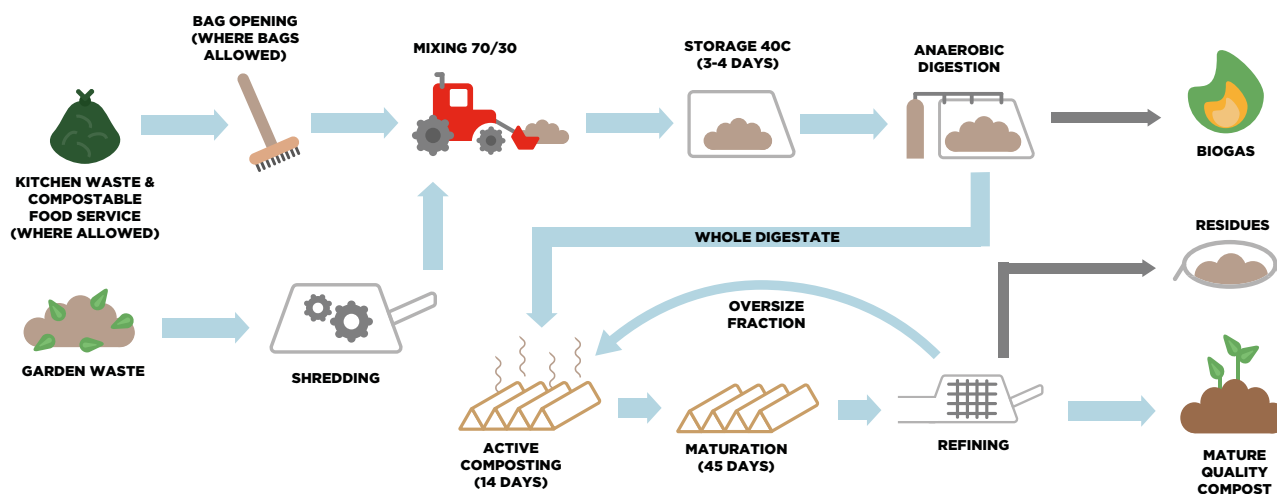 BAG OPENING
(WHERE BAGS
ALLOWED)
MIXING 70/30
STORAGE 40C
(3-4 DAYS)
ANAEROBIC
DIGESTION
BIOGAS
KITCHEN WASTE &
COMPOSTABLE
FOOD SERVICE
(WHERE ALLOWED)
WHOLE DIGESTATE
RESIDUES
OVERSIZE
FRACTION
GARDEN WASTE
SHREDDING
ACTIVE
COMPOSTING
(14 DAYS)
MATURATION
(45 DAYS)
REFINING
MATURE
QUALITY
COMPOST